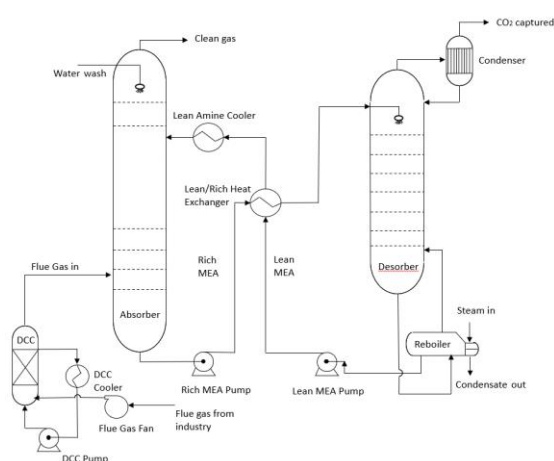 Clean gas
CO₂ captured
Water wash
Condenser
Lean Amine Cooler
Lean/Rich Heat
Exchanger
Flue Gas in
Rich
MEA
Lean
MEA
Desorber
Absorber
Steam in
DCC
Reboiler
DCC
Cooler
Rich MEA Pump
Lean MEA Pump
Condensate out
Flue gas from
industry
Flue Gas Fan
DCC Pump